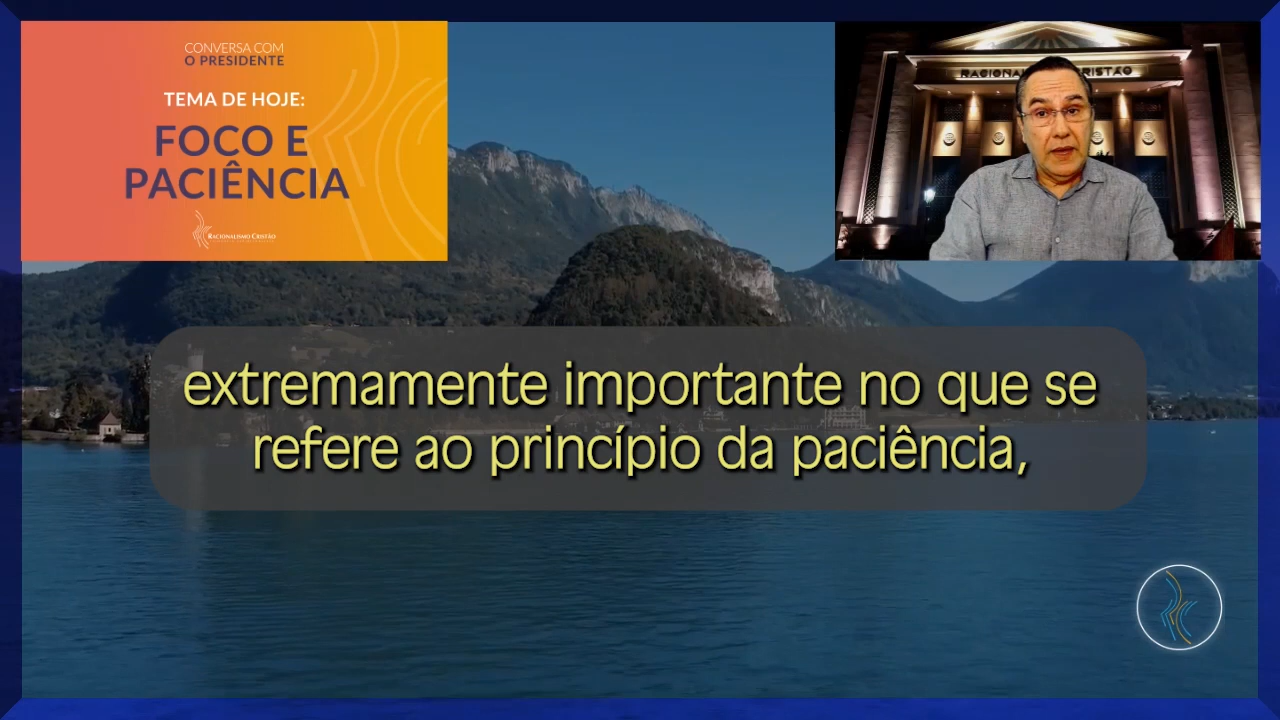 CONVERSA COM
O PRESIDENTE
TEMA DE HOJE:
FOCO E
PACIÊNCIA
RACIONALISMO CRISTÃO
extremamente importante no que se
refere ao princípio da paciência,